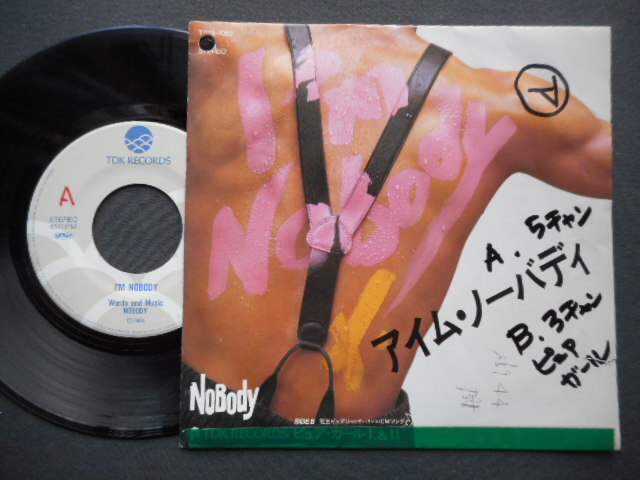 TDK RECORDS
A
STEREO
45RPM
I'M NOBODY
Words and Music
NOBODY
STEREO
I'm
Nobody
A
A. 5チャン
アイム・ノーバディ
B. 3チャン
ピュア
ガール
NoBody
SIDE B
TDK RECORDS ピュア・ガール I & II